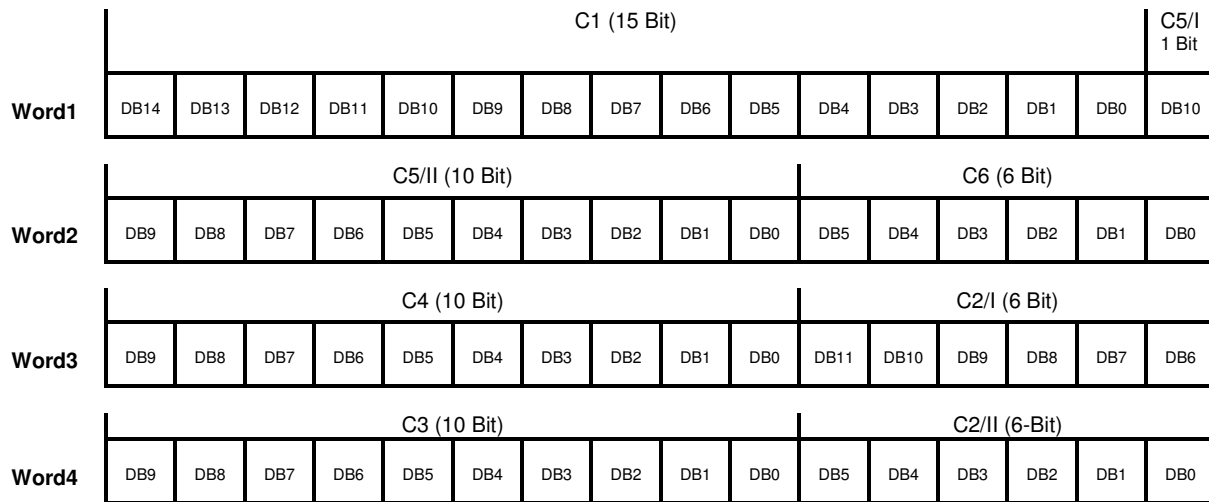 C1 (15 Bit) C5/I
1 Bit
Word1 DB14 DB13 DB12 DB11 DB10 DB9 DB8 DB7 DB6 DB5 DB4 DB3 DB2 DB1 DB0 DB10
C5/II (10 Bit) C6 (6 Bit)
Word2 DB9 DB8 DB7 DB6 DB5 DB4 DB3 DB2 DB1 DB0 DB5 DB4 DB3 DB2 DB1 DB0
C4 (10 Bit) C2/I (6 Bit)
Word3 DB9 DB8 DB7 DB6 DB5 DB4 DB3 DB2 DB1 DB0 DB11 DB10 DB9 DB8 DB7 DB6
C3 (10 Bit) C2/II (6-Bit)
Word4 DB9 DB8 DB7 DB6 DB5 DB4 DB3 DB2 DB1 DB0 DB5 DB4 DB3 DB2 DB1 DB0